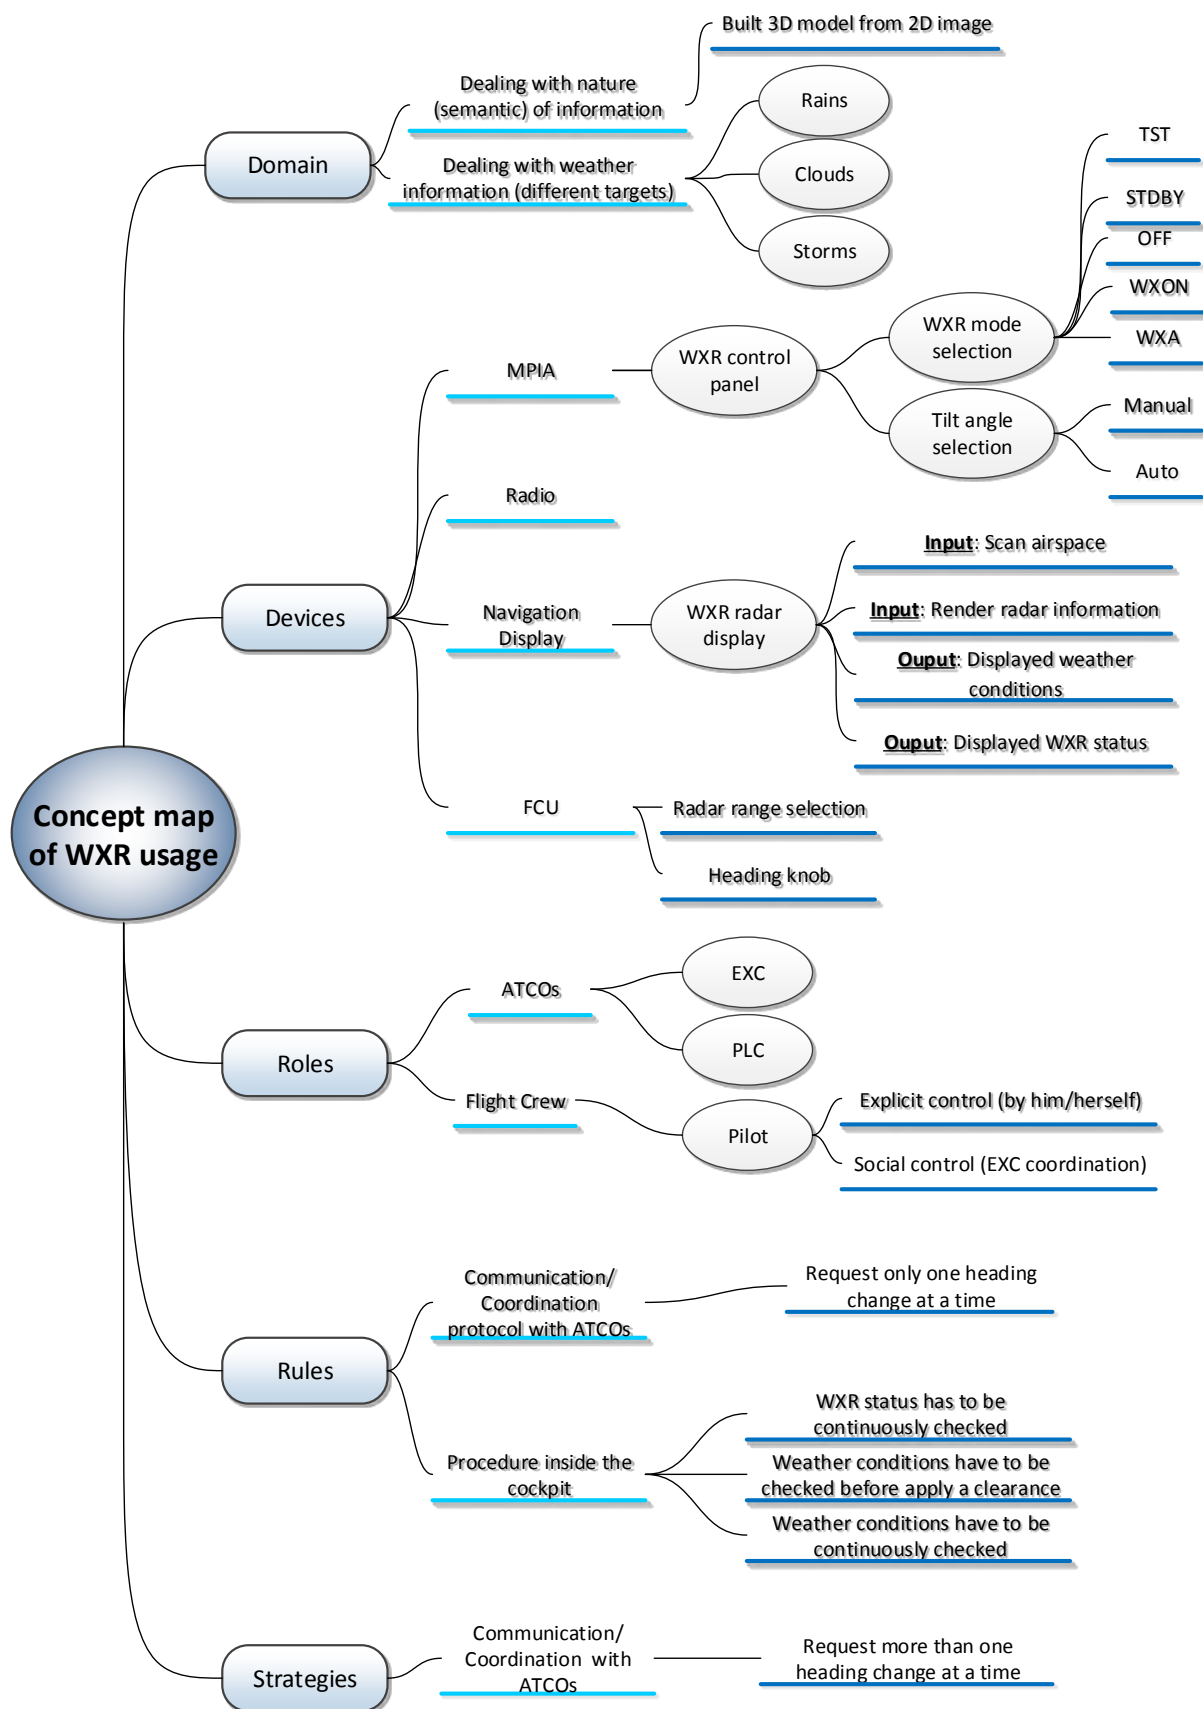 Built 3D model from 2D image
Dealing with nature
(semantic) of information
Rains
Domain
Dealing with weather
information (different targets)
Clouds
Storms
TST
STDBY
OFF
WXON
WXA
WXR mode
selection
MPIA
WXR control
panel
Tilt angle
selection
Manual
Auto
Radio
Devices
Navigation
Display
WXR radar
display
Input: Scan airspace
Input: Render radar information
Ouput: Displayed weather
conditions
Ouput: Displayed WXR status
FCU
Radar range selection
Heading knob
Concept map
of WXR usage
ATCOs
EXC
PLC
Roles
Flight Crew
Pilot
Explicit control (by him/herself)
Social control (EXC coordination)
Communication/
Coordination
protocol with ATCOs
Request only one heading
change at a time
Rules
Procedure inside the
cockpit
WXR status has to be
continuously checked
Weather conditions have to be
checked before apply a clearance
Weather conditions have to be
continuously checked
Strategies
Communication/
Coordination with
ATCOs
Request more than one
heading change at a time